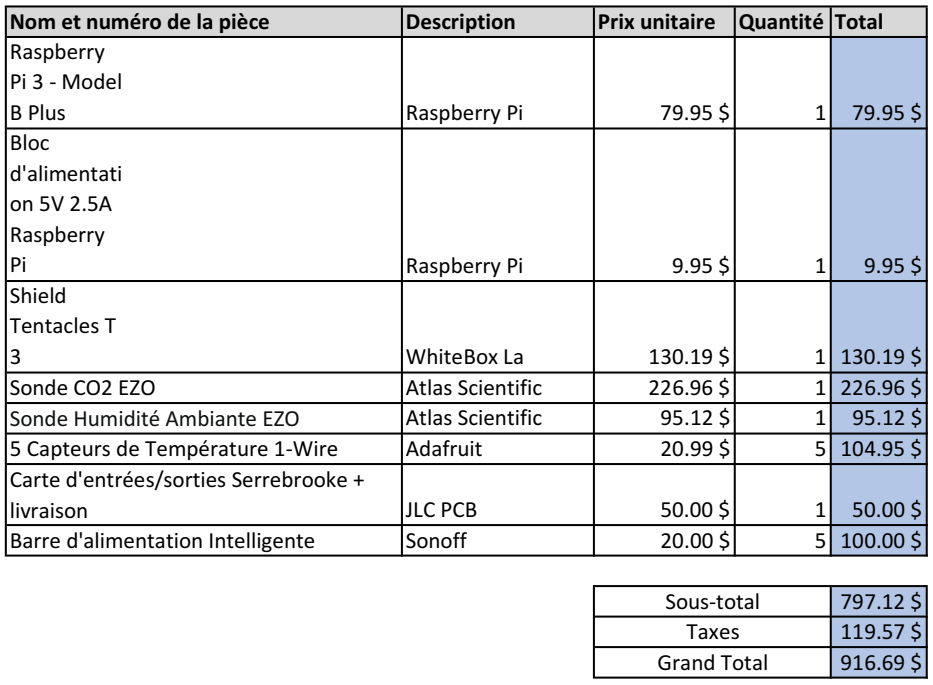 Nom et numéro de la pièce Description Prix unitaire Quantité Total
Raspberry
Pi 3 - Model
B Plus Raspberry Pi 79.95 $ 1 79.95 $
Bloc
d'alimentati
on 5V 2.5A
Raspberry
Pi Raspberry Pi 9.95 $ 1 9.95 $
Shield
Tentacles T
3 WhiteBox La 130.19 $ 1 130.19 $
Sonde CO2 EZO Atlas Scientific 226.96 $ 1 226.96 $
Sonde Humidité Ambiante EZO Atlas Scientific 95.12 $ 1 95.12 $
5 Capteurs de Température 1-Wire Adafruit 20.99 $ 5 104.95 $
Carte d'entrées/sorties Serrebrooke +
livraison JLC PCB 50.00 $ 1 50.00 $
Barre d'alimentation Intelligente Sonoff 20.00 $ 5 100.00 $
Sous-total 797.12 $
Taxes 119.57 $
Grand Total 916.69 $